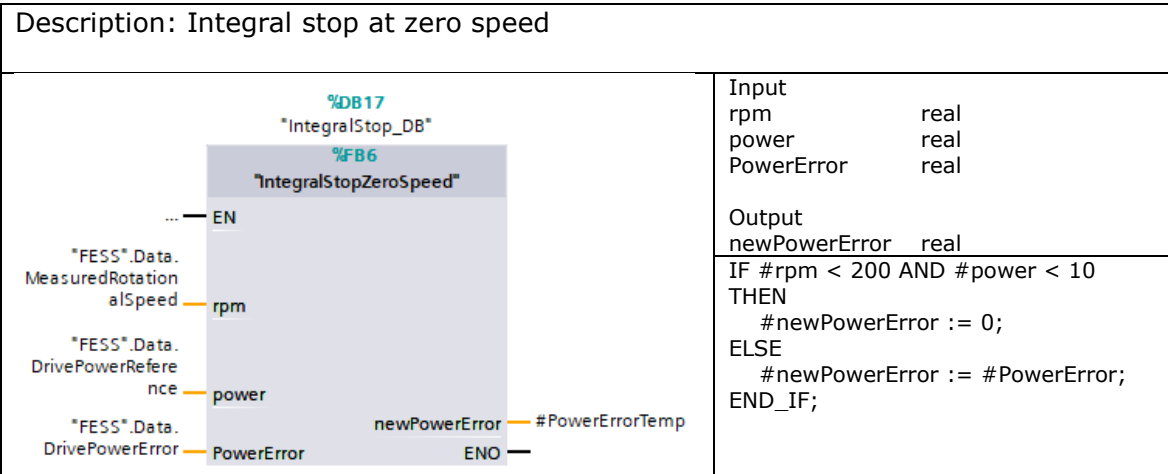 Description: Integral stop at zero speed
%DB17
"IntegralStop_DB"
%FB6
"IntegralStopZeroSpeed"
... EN
"FESS".Data.
MeasuredRotation
alSpeed rpm
"FESS".Data.
DrivePowerRefere
nce power
"FESS".Data.
DrivePowerError PowerError
newPowerError #PowerErrorTemp
ENO
Input
rpm real
power real
PowerError real
Output
newPowerError real
IF #rpm < 200 AND #power < 10
THEN
#newPowerError := 0;
ELSE
#newPowerError := #PowerError;
END_IF;